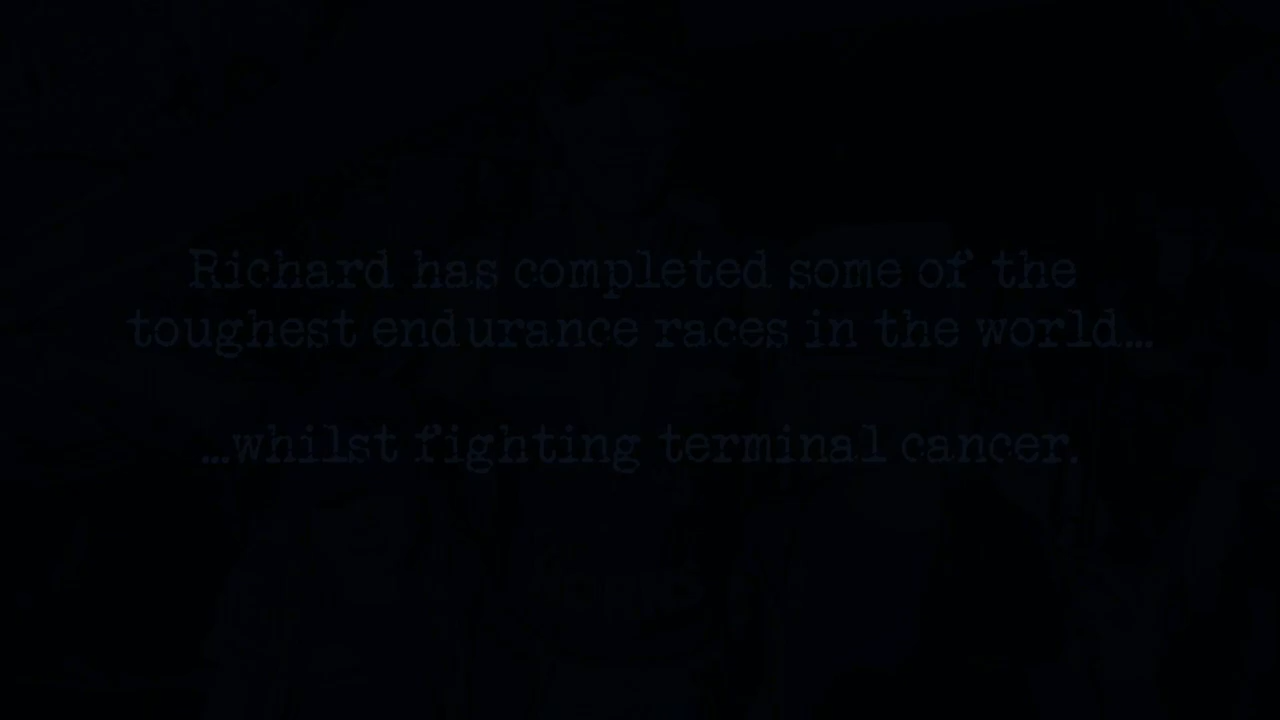 Richard has completed some of the
toughest endurance races in the world...
...whilst fighting terminal cancer.